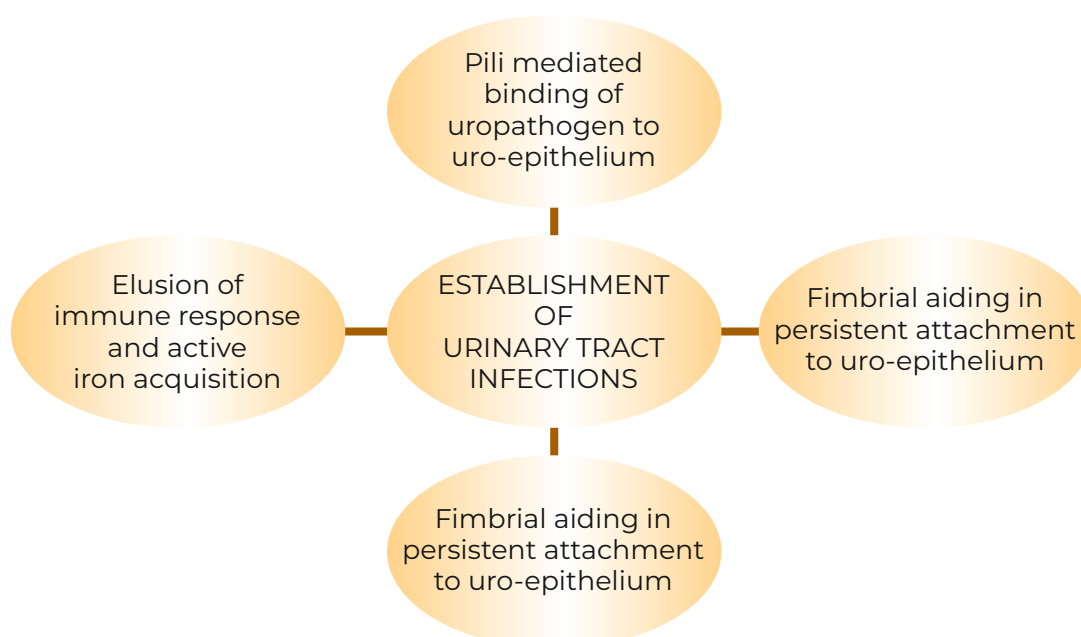 Pili mediated
binding of
uropathogen to
uro-epithelium
Elusion of
immune response
and active
iron acquisition
ESTABLISHMENT
OF
URINARY TRACT
INFECTIONS
Fimbrial aiding in
persistent attachment
to uro-epithelium
Fimbrial aiding in
persistent attachment
to uro-epithelium